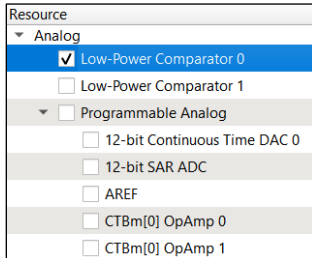 Resource
Analog
Low-Power Comparator 0
Low-Power Comparator 1
Programmable Analog
12-bit Continuous Time DAC 0
12-bit SAR ADC
AREF
CTBm[0] OpAmp 0
CTBm[0] OpAmp 1